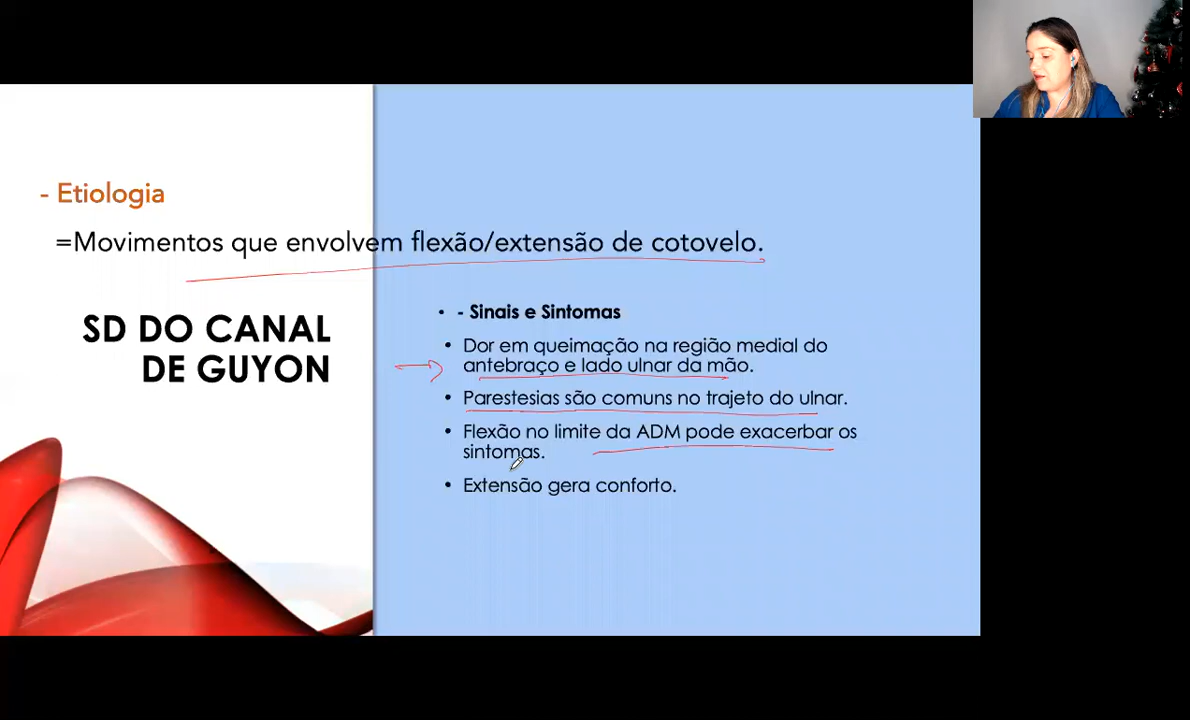 - Etiologia
=Movimentos que envolvem flexão/extensão de cotovelo.
SD DO CANAL
DE GUYON
• - Sinais e Sintomas
• Dor em queimação na região medial do
antebraço e lado ulnar da mão.
• Parestesias são comuns no trajeto do ulnar.
• Flexão no limite da ADM pode exacerbar os
sintomas.
• Extensão gera conforto.